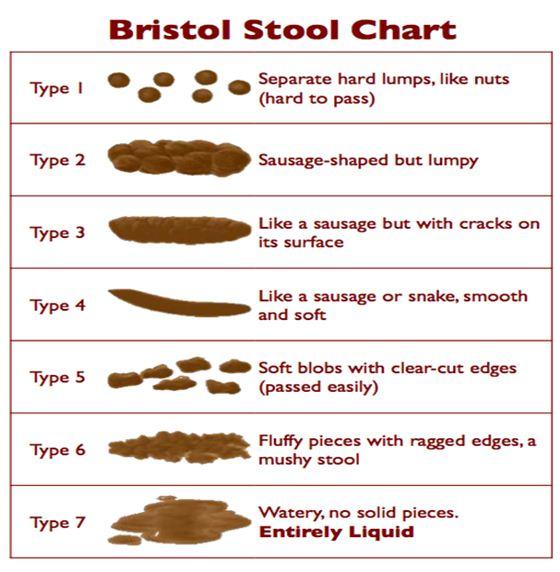 Bristol Stool Chart
Type 1
Separate hard lumps, like nuts
(hard to pass)
Type 2
Sausage-shaped but lumpy
Type 3
Like a sausage but with cracks on
its surface
Type 4
Like a sausage or snake, smooth
and soft
Type 5
Soft blobs with clear-cut edges
(passed easily)
Type 6
Fluffy pieces with ragged edges, a
mushy stool
Type 7
Watery, no solid pieces.
Entirely Liquid